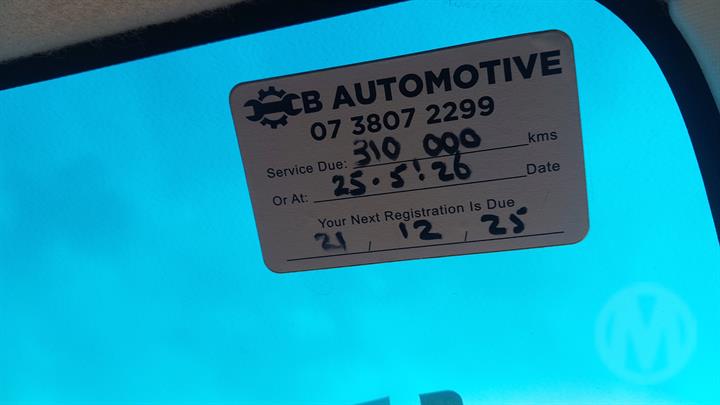 CB AUTOMOTIVE
07 3807 2299
Service Due: 310 000 kms
Or At: 25.5.26 Date
Your Next Registration Is Due
21 / 12 / 25
M